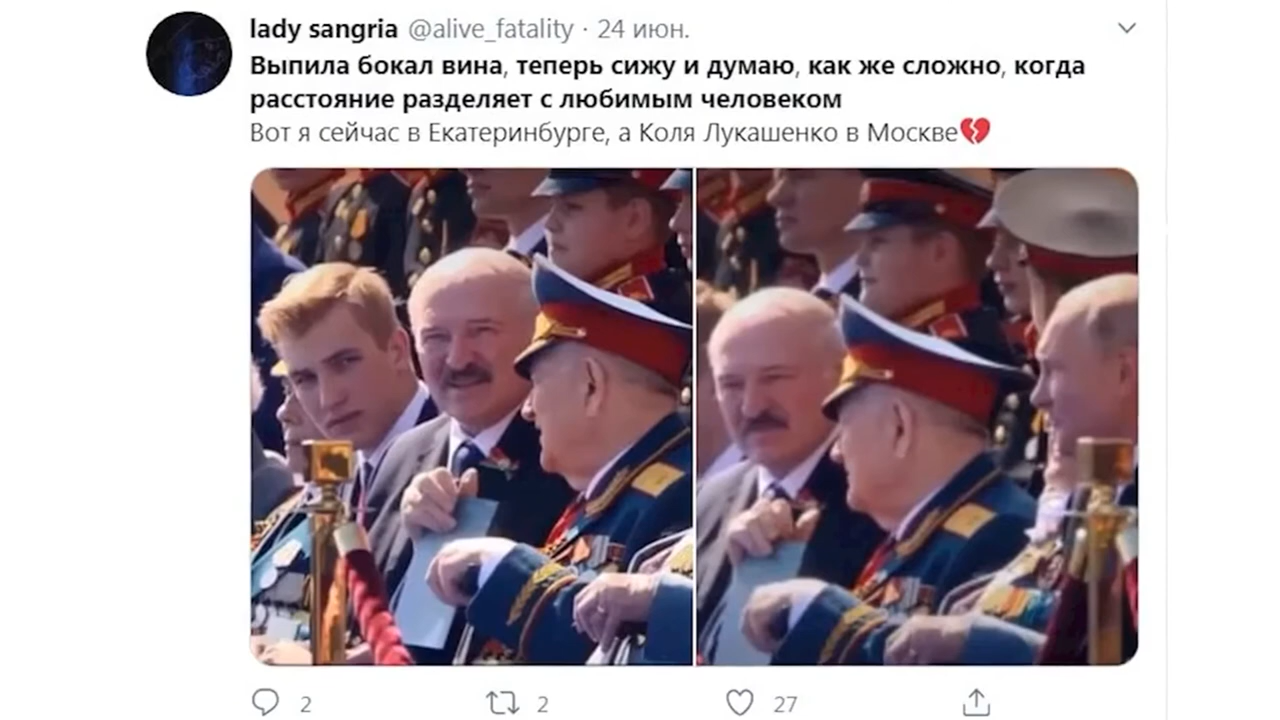 lady sangria @alive_fatality · 24 июн.
Выпила бокал вина, теперь сижу и думаю, как же сложно, когда
расстояние разделяет с любимым человеком
Вот я сейчас в Екатеринбурге, а Коля Лукашенко в Москве💔
2 2 27